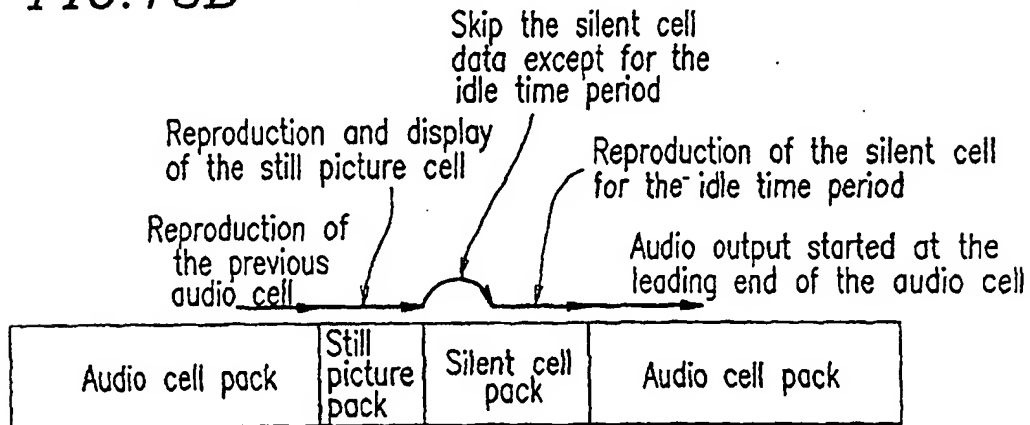 Skip the silent cell
data except for the
idle time period
Reproduction and display
of the still picture cell
Reproduction of the silent cell
for the idle time period
Reproduction of
the previous
audio cell
Audio output started at the
leading end of the audio cell
Audio cell pack
Still
picture
pack
Silent cell
pack
Audio cell pack